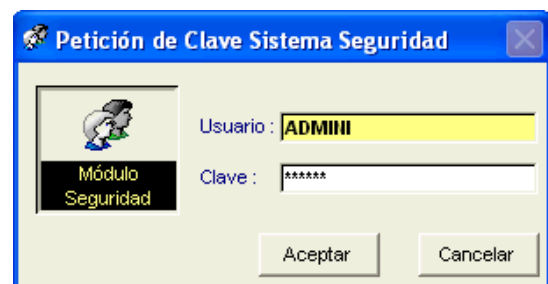 Petición de Clave Sistema Seguridad
Usuario : ADMINI
Módulo
Seguridad
Clave : ******
Aceptar Cancelar